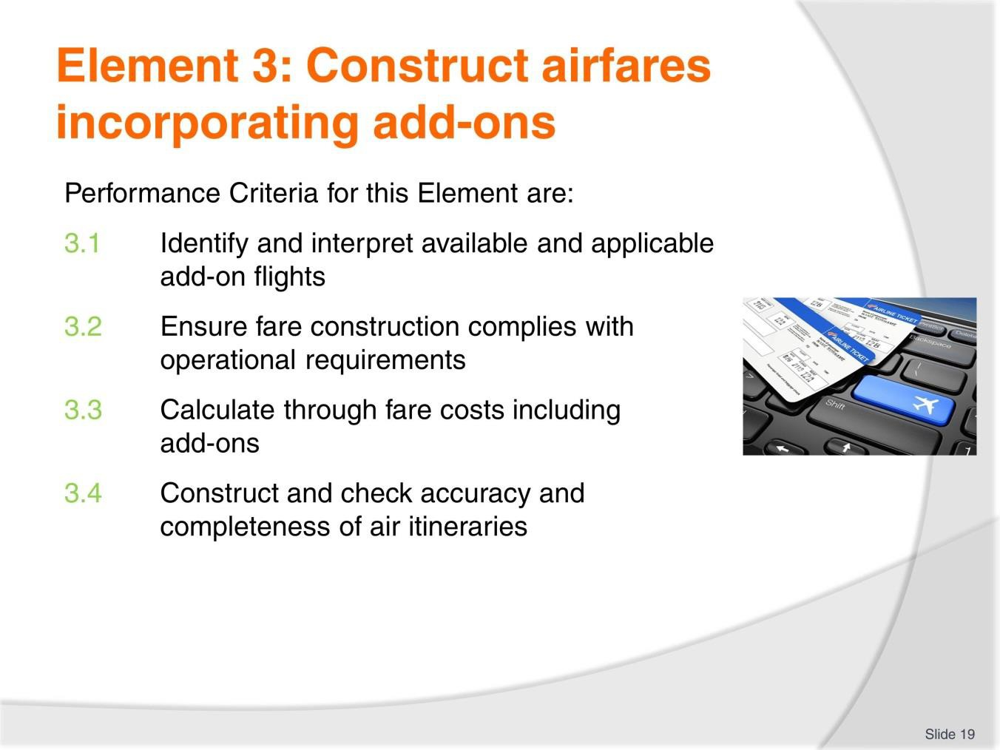 Element 3: Construct airfares
incorporating add-ons
Performance Criteria for this Element are:
3.1 Identify and interpret available and applicable
add-on flights
3.2 Ensure fare construction complies with
operational requirements
3.3 Calculate through fare costs including
add-ons
3.4 Construct and check accuracy and
completeness of air itineraries
AIRLINE TICKET
AIRLINE TICKET
Backspace
Shift
Slide 19